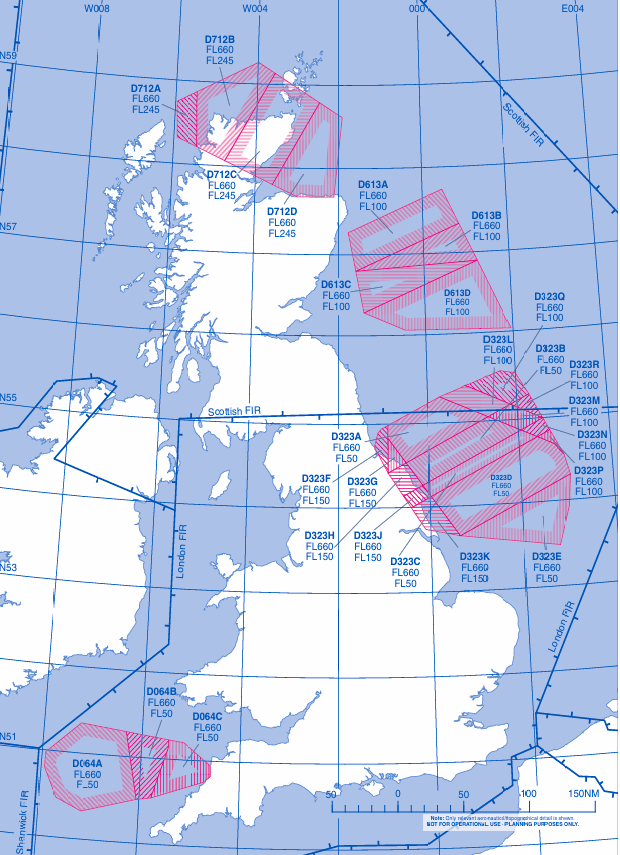 W008
W004
000
E004
N59
D712B
FL660
FL245
D712A
FL660
FL245
Scottish FIR
D712C
FL660
FL245
D712D
FL660
FL245
D613A
FL660
FL100
D613B
FL660
FL100
N57
D613C
FL660
FL100
D613D
FL660
FL100
D323Q
FL660
FL100
D323L
FL660
FL100
D323B
FL660
FL50
D323R
FL660
FL100
D323M
FL660
FL100
N55
Scottish FIR
D323A
FL660
FL50
D323N
FL660
FL100
D323P
FL660
FL100
D323F
FL660
FL150
D323G
FL660
FL150
D323D
FL660
FL50
London FIR
D323H
FL660
FL150
D323J
FL660
FL150
D323C
FL660
FL50
D323K
FL660
FL150
D323E
FL660
FL50
N53
London FIR
D064B
FL660
FL50
D064C
FL660
FL50
N51
D064A
FL660
FL50
Shanwick FIR
50 0 50 100 150NM
Note: Only relevant aeronautical/topographical detail is shown.
NOT FOR OPERATIONAL USE - PLANNING PURPOSES ONLY.